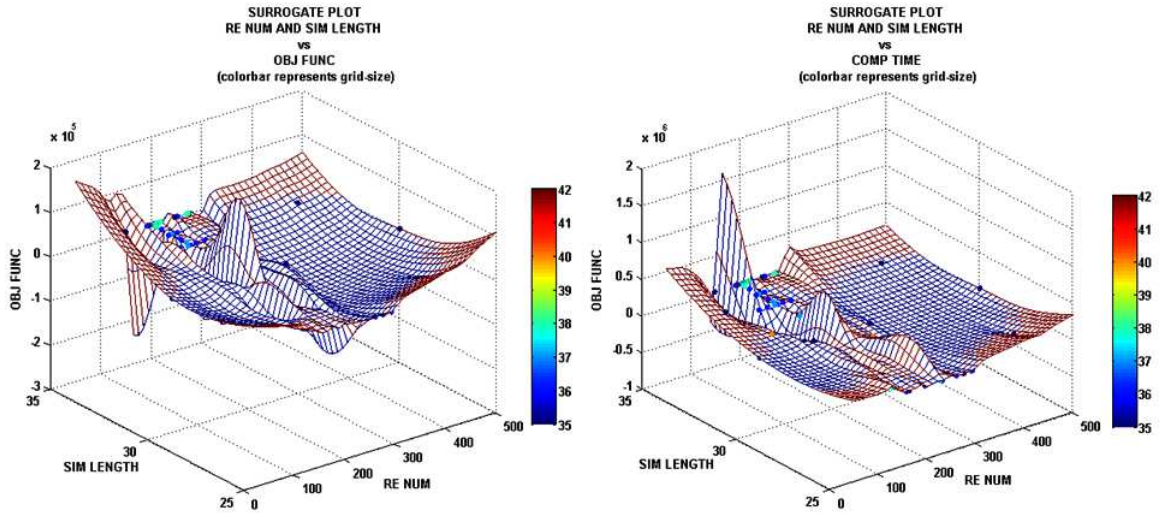 SURROGATE PLOT
RE NUM AND SIM LENGTH
vs
OBJ FUNC
(colorbar represents grid-size)
x 10^5
2
1
0
-1
-2
-3
OBJ FUNC
35
30
25
SIM LENGTH
0
100
200
300
400
500
RE NUM
42
41
40
39
38
37
36
35
SURROGATE PLOT
RE NUM AND SIM LENGTH
vs
COMP TIME
(colorbar represents grid-size)
x 10^6
2
1.5
1
0.5
0
-0.5
-1
OBJ FUNC
35
30
25
SIM LENGTH
0
100
200
300
400
500
RE NUM
42
41
40
39
38
37
36
35